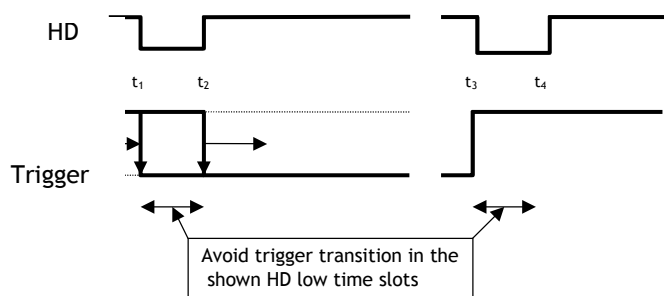 HD
t₁ t₂ t₃ t₄
Trigger
Avoid trigger transition in the
shown HD low time slots